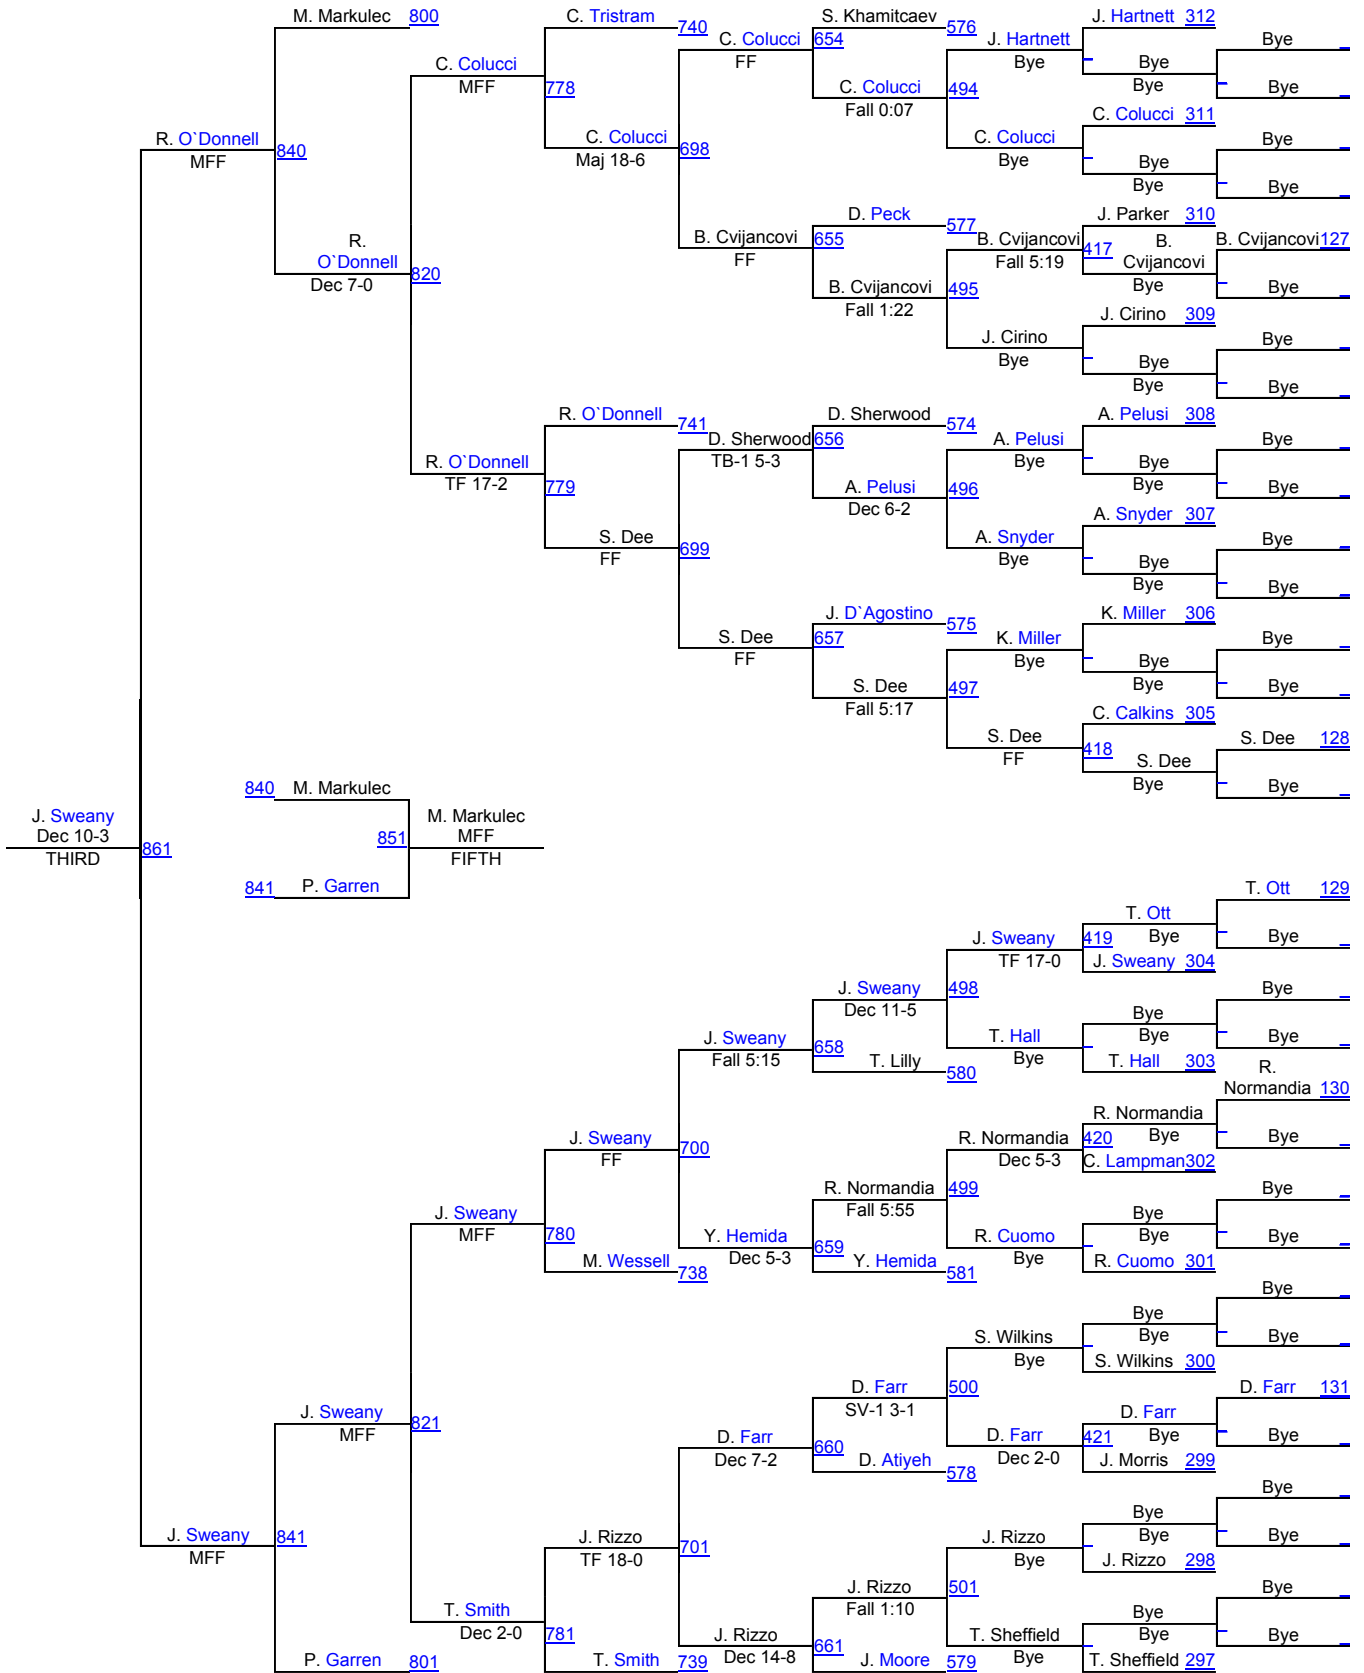 M. Markulec 800
C. Tristram 740
S. Khamitcaev 576
J. Hartnett 312
Bye
C. Colucci 654
FF
J. Hartnett
Bye
C. Colucci
MFF
778
Bye
Bye
Bye
C. Colucci 494
Fall 0:07
C. Colucci 311
R. O`Donnell 840
MFF
C. Colucci 698
Maj 18-6
C. Colucci
Bye
Bye
Bye
Bye
Bye
D. Peck 577
J. Parker 310
B. Cvijancovi 655
FF
B. Cvijancovi 417
Fall 5:19
B.
Cvijancovi
Bye
B. Cvijancovi 127
R.
O`Donnell 820
Dec 7-0
B. Cvijancovi 495
Fall 1:22
Bye
J. Cirino 309
J. Cirino
Bye
Bye
Bye
Bye
Bye
R. O`Donnell 741
D. Sherwood 574
A. Pelusi 308
D. Sherwood 656
TB-1 5-3
A. Pelusi
Bye
Bye
R. O`Donnell
TF 17-2
779
Bye
Bye
Bye
A. Pelusi 496
Dec 6-2
A. Snyder 307
S. Dee 699
FF
A. Snyder
Bye
Bye
Bye
Bye
Bye
J. D`Agostino 575
K. Miller 306
S. Dee 657
FF
K. Miller
Bye
Bye
Bye
Bye
Bye
S. Dee 497
Fall 5:17
C. Calkins 305
S. Dee 418
FF
S. Dee
Bye
S. Dee 128
Bye
840 M. Markulec
J. Sweany
Dec 10-3
THIRD
861
851
M. Markulec
MFF
FIFTH
841 P. Garren
T. Ott 129
T. Ott
Bye
J. Sweany 419
TF 17-0
Bye
J. Sweany 304
J. Sweany 498
Dec 11-5
Bye
J. Sweany 658
Fall 5:15
T. Hall
Bye
Bye
Bye
Bye
T. Lilly 580
T. Hall 303
R.
Normandia 130
J. Sweany 700
FF
R. Normandia 420
Dec 5-3
R. Normandia
Bye
Bye
C. Lampman 302
R. Normandia 499
Fall 5:55
Bye
J. Sweany
MFF
780
Y. Hemida 659
Dec 5-3
R. Cuomo
Bye
Bye
Bye
Bye
M. Wessell 738
Y. Hemida 581
R. Cuomo 301
Bye
S. Wilkins
Bye
Bye
Bye
Bye
S. Wilkins 300
D. Farr 500
SV-1 3-1
D. Farr 131
J. Sweany 821
MFF
D. Farr 660
Dec 7-2
D. Farr 421
Dec 2-0
D. Farr
Bye
Bye
D. Atiyeh 578
J. Morris 299
Bye
J. Sweany 841
MFF
J. Rizzo 701
TF 18-0
J. Rizzo
Bye
Bye
Bye
Bye
J. Rizzo 298
J. Rizzo 501
Fall 1:10
Bye
T. Smith 781
Dec 2-0
J. Rizzo 661
Dec 14-8
T. Sheffield
Bye
Bye
Bye
Bye
P. Garren 801
T. Smith 739
J. Moore 579
T. Sheffield 297